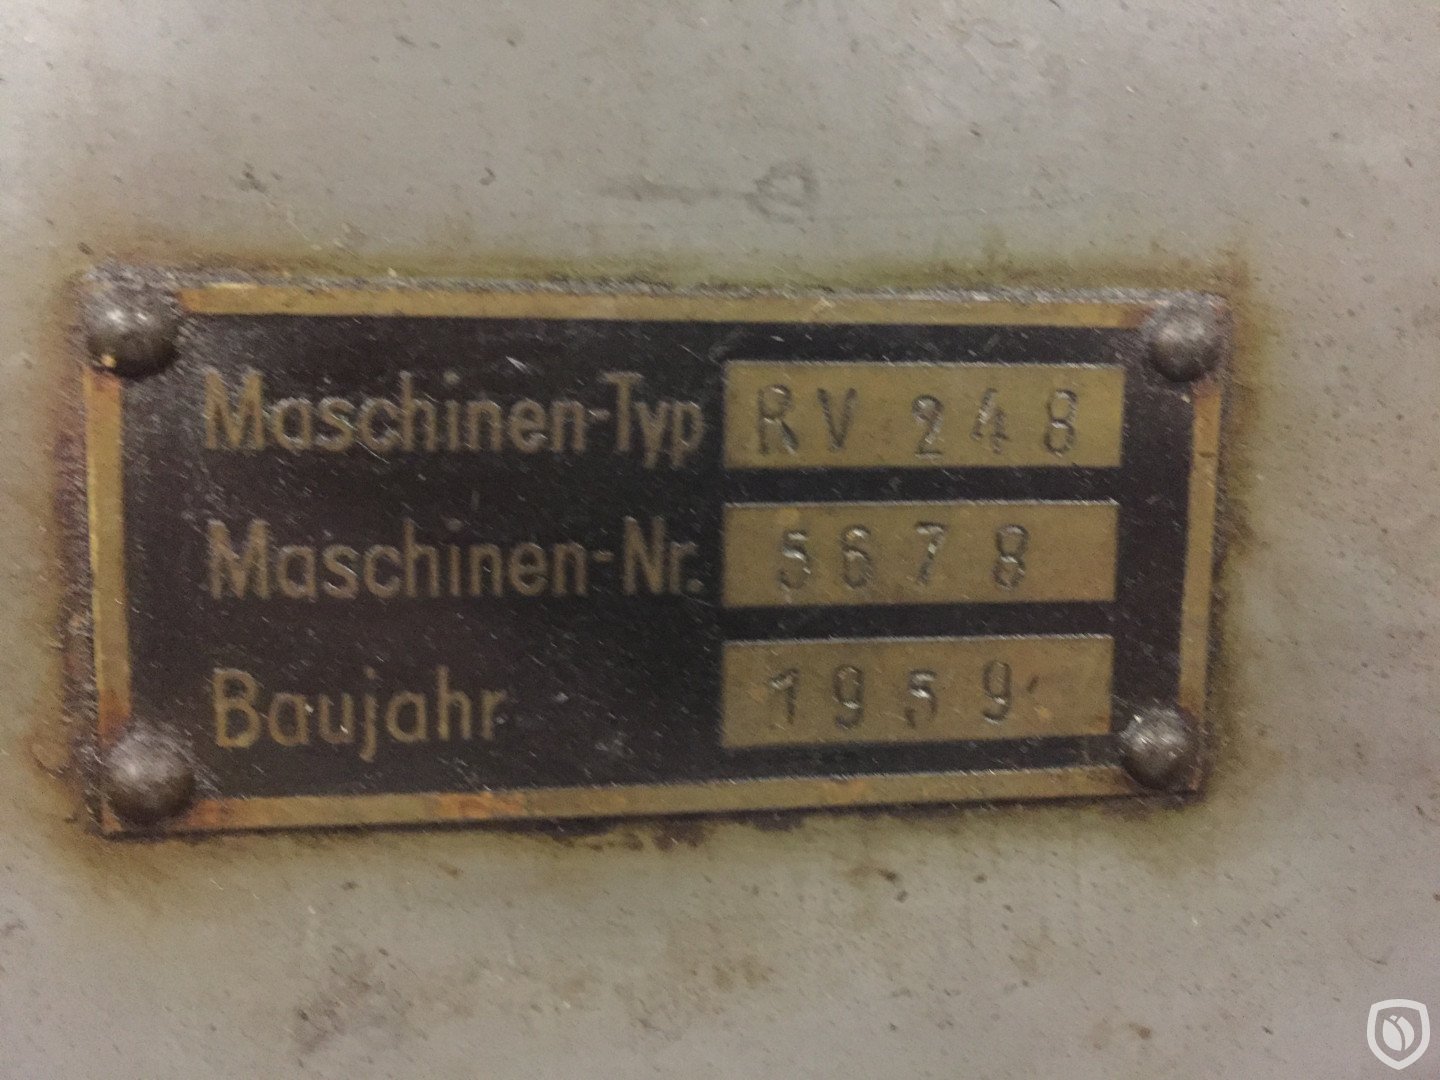 Maschinen-Typ RV 248
Maschinen-Nr. 5678
Baujahr 1959